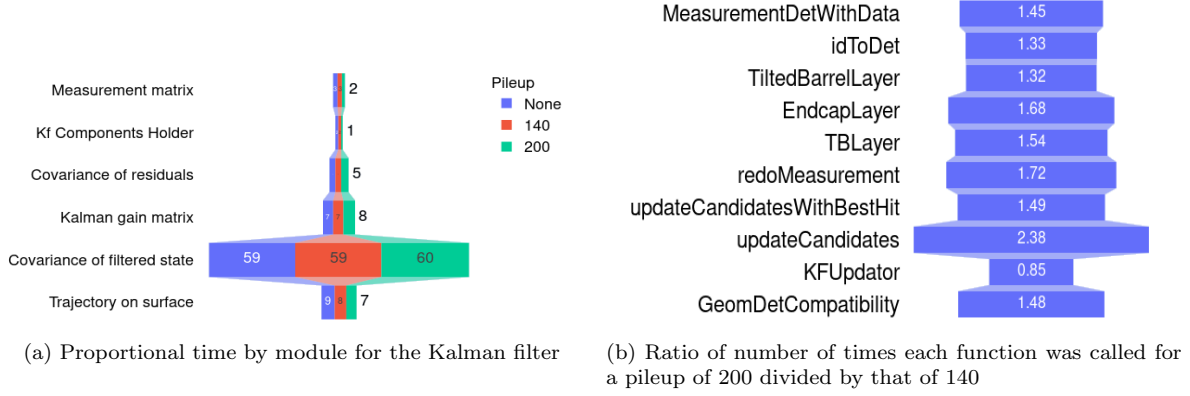 Pileup
None
140
200
Measurement matrix 3 3 2
Kf Components Holder 1
Covariance of residuals 5
Kalman gain matrix 7 7 8
Covariance of filtered state 59 59 60
Trajectory on surface 9 8 7
(a) Proportional time by module for the Kalman filter
MeasurementDetWithData 1.45
idToDet 1.33
TiltedBarrelLayer 1.32
EndcapLayer 1.68
TBLayer 1.54
redoMeasurement 1.72
updateCandidatesWithBestHit 1.49
updateCandidates 2.38
KFUpdator 0.85
GeomDetCompatibility 1.48
(b) Ratio of number of times each function was called for
a pileup of 200 divided by that of 140